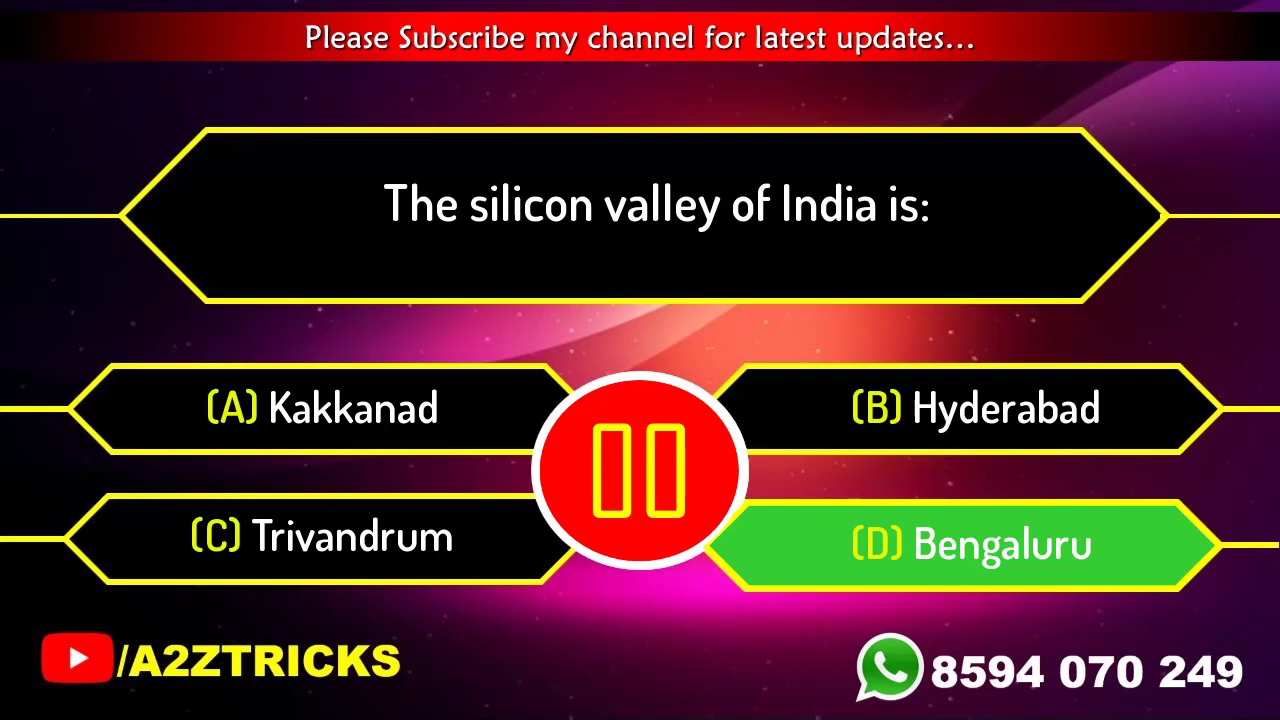 Please Subscribe my channel for latest updates...
The silicon valley of India is:
(A) Kakkanad
(B) Hyderabad
(C) Trivandrum
(D) Bengaluru
/A2ZTRICKS
8594 070 249